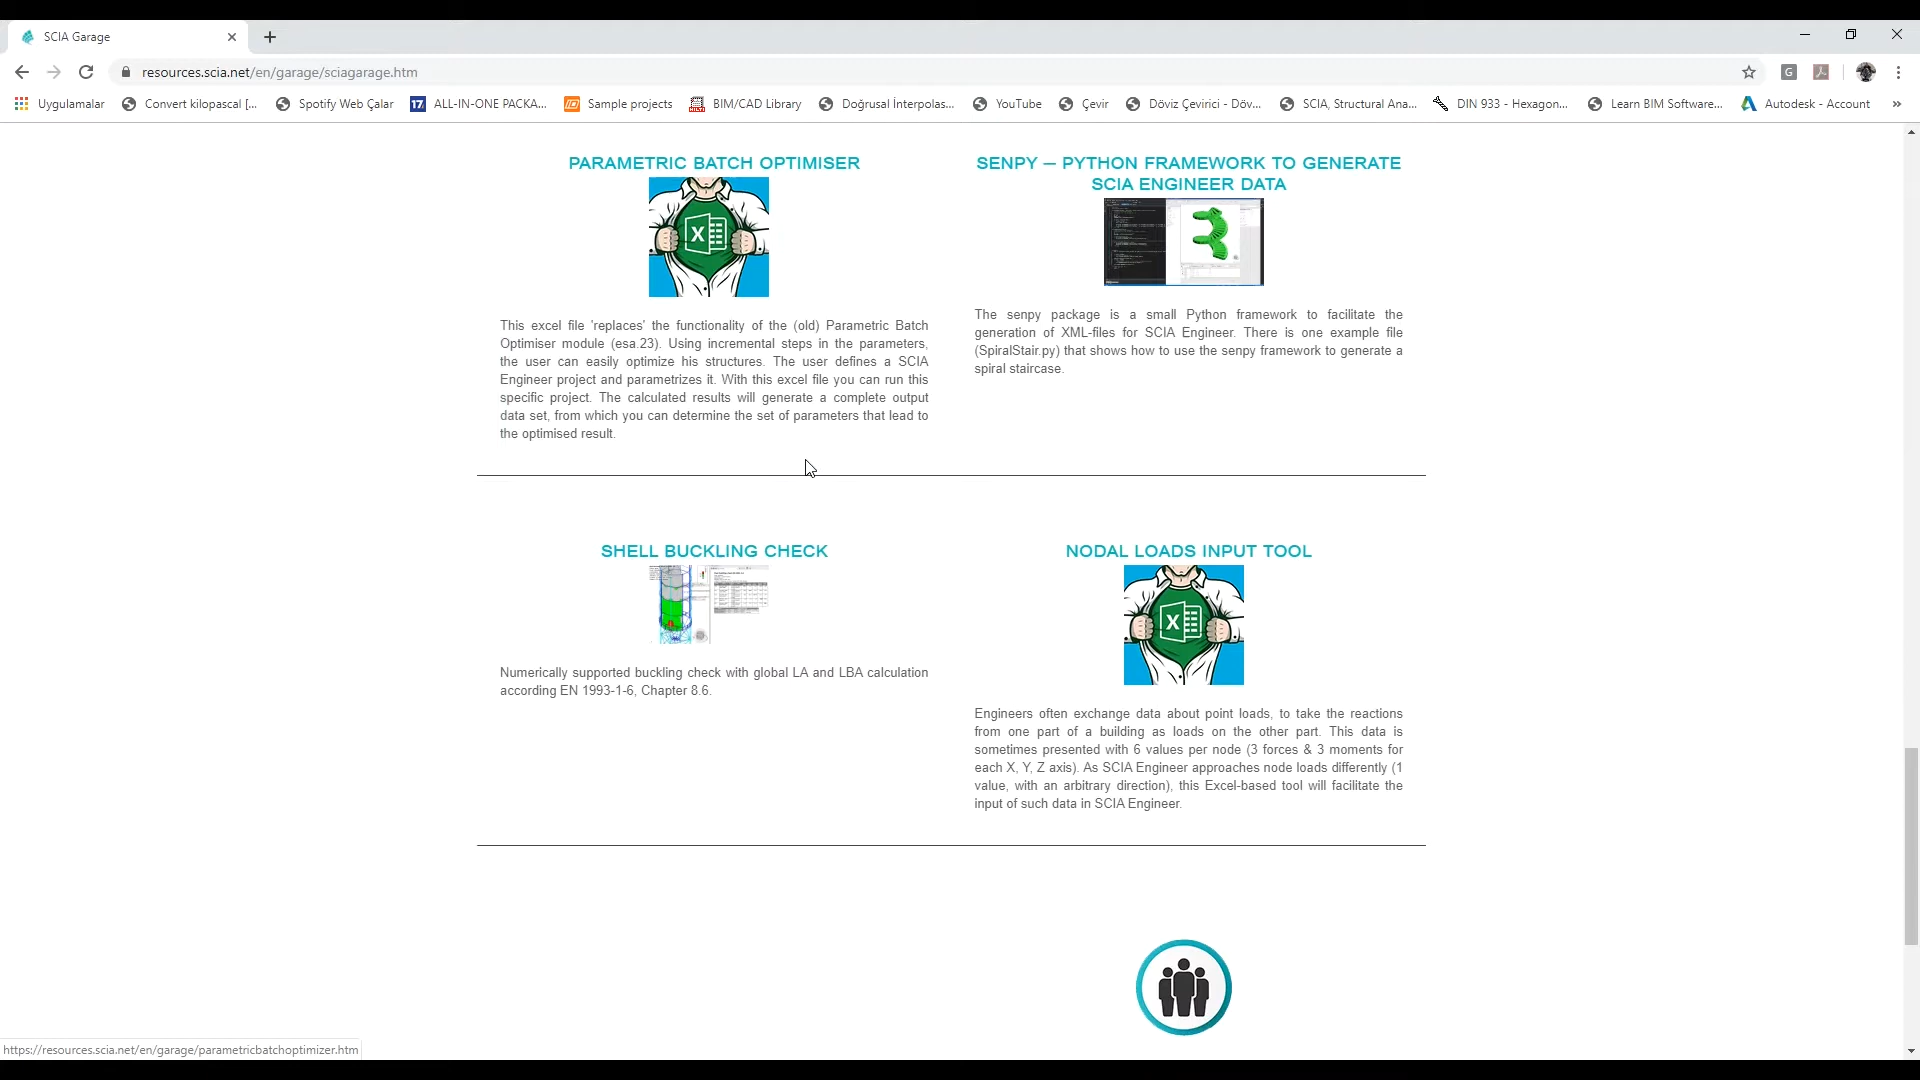 SCIA Garage
resources.scia.net/en/garage/sciagarage.htm
Uygulamalar
Convert kilopascal [...
Spotify Web Çalar
17.
ALL-IN-ONE PACKA...
Sample projects
BIM/CAD Library
Doğrusal İnterpolas...
YouTube
Çevir
Döviz Çevirici - Döv...
SCIA, Structural Ana...
DIN 933 - Hexagon...
Learn BIM Software...
Autodesk - Account
»
PARAMETRIC BATCH OPTIMISER
This excel file 'replaces' the functionality of the (old) Parametric Batch
Optimiser module (esa.23). Using incremental steps in the parameters,
the user can easily optimize his structures. The user defines a SCIA
Engineer project and parametrizes it. With this excel file you can run this
specific project. The calculated results will generate a complete output
data set, from which you can determine the set of parameters that lead to
the optimised result.
SENPY — PYTHON FRAMEWORK TO GENERATE
SCIA ENGINEER DATA
The senpy package is a small Python framework to facilitate the
generation of XML-files for SCIA Engineer. There is one example file
(SpiralStair.py) that shows how to use the senpy framework to generate a
spiral staircase.
SHELL BUCKLING CHECK
Numerically supported buckling check with global LA and LBA calculation
according EN 1993-1-6, Chapter 8.6.
NODAL LOADS INPUT TOOL
Engineers often exchange data about point loads, to take the reactions
from one part of a building as loads on the other part. This data is
sometimes presented with 6 values per node (3 forces & 3 moments for
each X, Y, Z axis). As SCIA Engineer approaches node loads differently (1
value, with an arbitrary direction), this Excel-based tool will facilitate the
input of such data in SCIA Engineer.
https://resources.scia.net/en/garage/parametricbatchoptimizer.htm